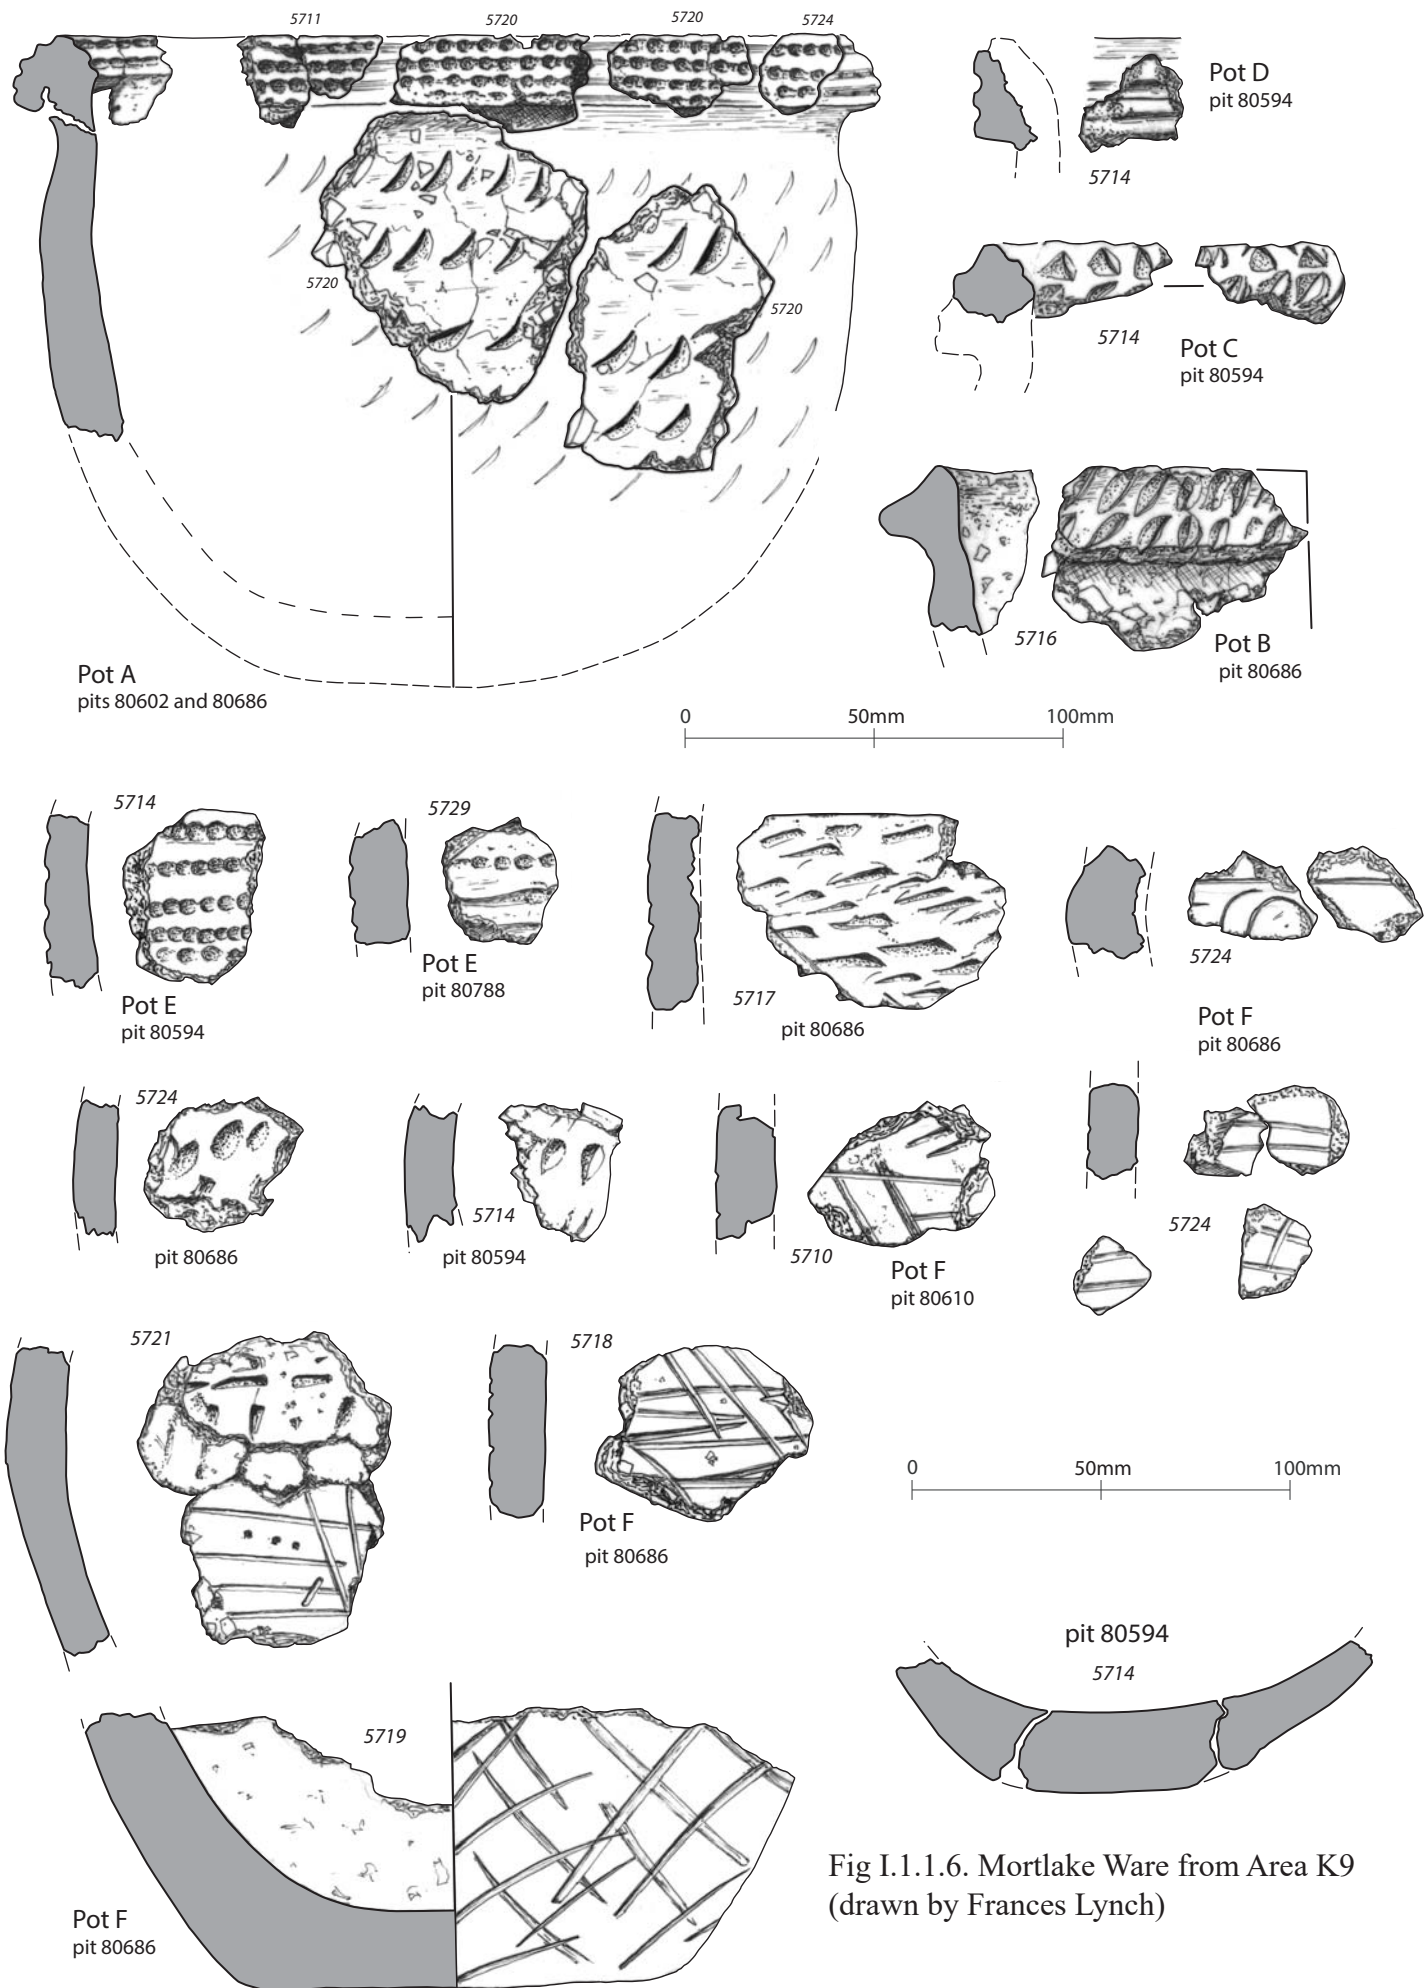 5711
5720
5720
5724
5720
5720
Pot A
pits 80602 and 80686
Pot D
pit 80594
5714
5714
Pot C
pit 80594
5716
Pot B
pit 80686
0 50mm 100mm
5714
Pot E
pit 80594
5729
Pot E
pit 80788
5717
pit 80686
5724
Pot F
pit 80686
5724
pit 80686
5714
pit 80594
5710
Pot F
pit 80610
5724
5721
5718
Pot F
pit 80686
0 50mm 100mm
pit 80594
5714
5719
Pot F
pit 80686
Fig I.1.1.6. Mortlake Ware from Area K9
(drawn by Frances Lynch)